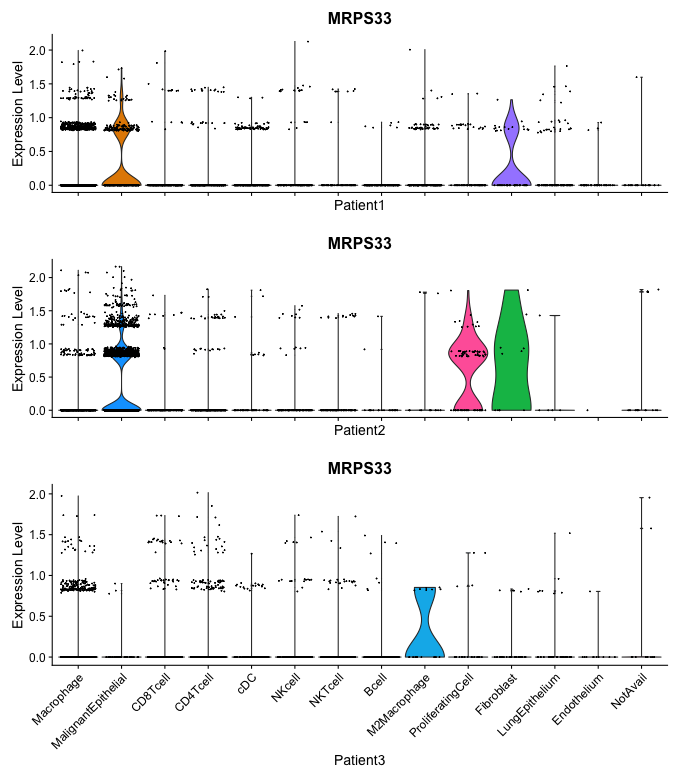 MRPS33
Expression Level
2.0
1.5
1.0
0.5
0.0
Patient1
MRPS33
Expression Level
2.0
1.5
1.0
0.5
0.0
Patient2
MRPS33
Expression Level
2.0
1.5
1.0
0.5
0.0
Macrophage
MalignantEpithelial
CD8Tcell
CD4Tcell
cDC
NKcell
NKTcell
Bcell
M2Macrophage
ProliferatingCell
Fibroblast
LungEpithelium
Endothelium
NotAvail
Patient3